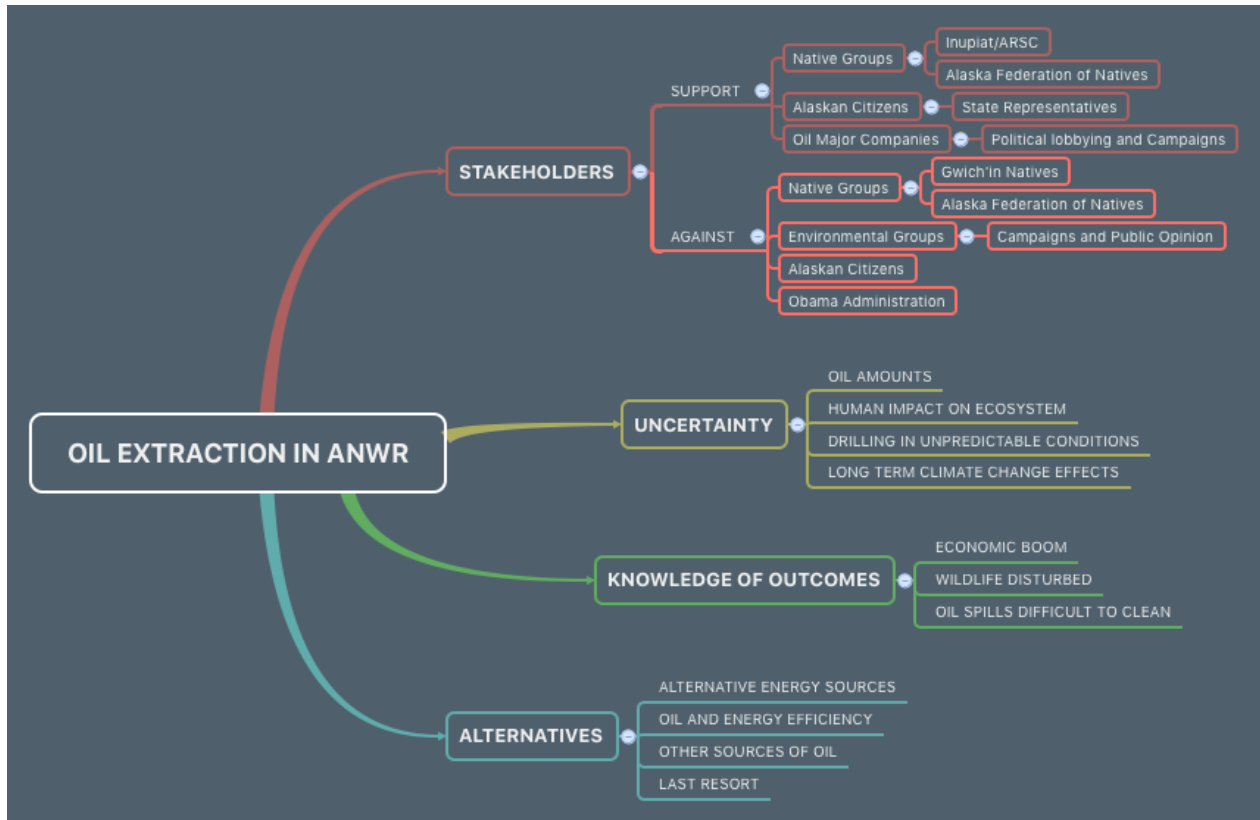 OIL EXTRACTION IN ANWR
STAKEHOLDERS
SUPPORT
Native Groups
Inupiat/ARSC
Alaska Federation of Natives
Alaskan Citizens
State Representatives
Oil Major Companies
Political lobbying and Campaigns
AGAINST
Native Groups
Gwich'in Natives
Alaska Federation of Natives
Environmental Groups
Campaigns and Public Opinion
Alaskan Citizens
Obama Administration
UNCERTAINTY
OIL AMOUNTS
HUMAN IMPACT ON ECOSYSTEM
DRILLING IN UNPREDICTABLE CONDITIONS
LONG TERM CLIMATE CHANGE EFFECTS
KNOWLEDGE OF OUTCOMES
ECONOMIC BOOM
WILDLIFE DISTURBED
OIL SPILLS DIFFICULT TO CLEAN
ALTERNATIVES
ALTERNATIVE ENERGY SOURCES
OIL AND ENERGY EFFICIENCY
OTHER SOURCES OF OIL
LAST RESORT